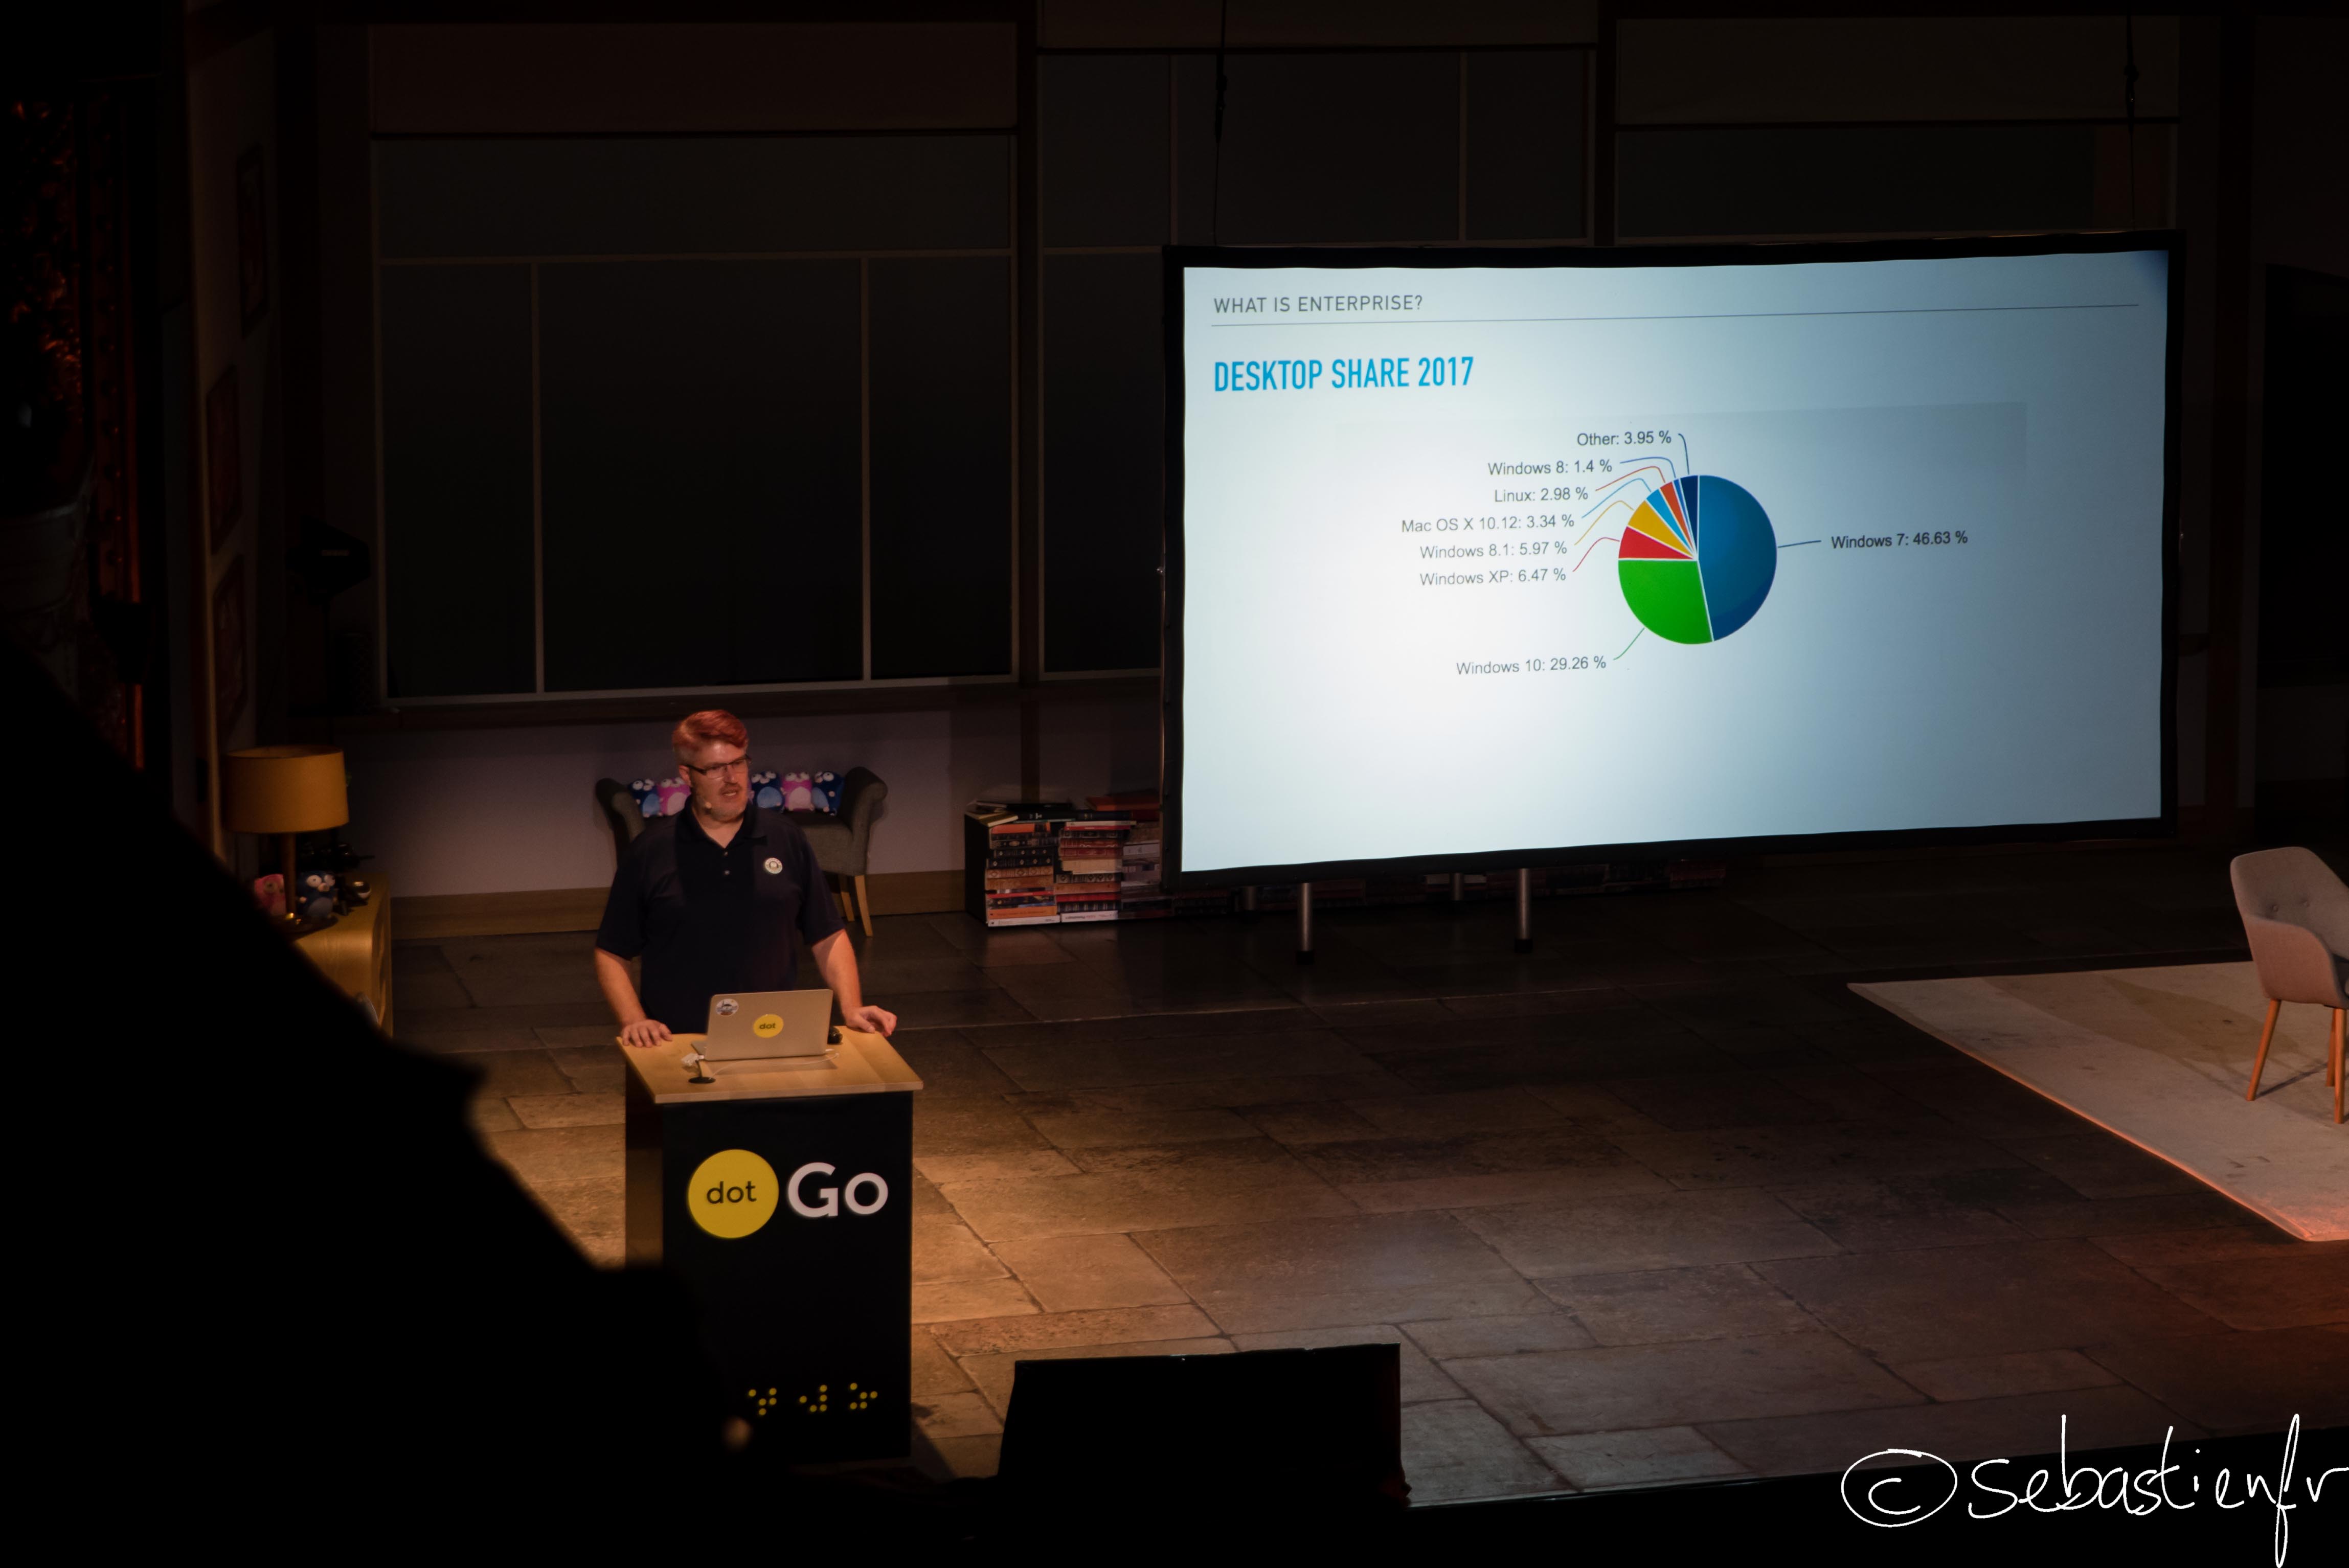 WHAT IS ENTERPRISE?
DESKTOP SHARE 2017
Other: 3.95 %
Windows 8: 1.4 %
Linux: 2.98 %
Mac OS X 10.12: 3.34 %
Windows 8.1: 5.97 %
Windows XP: 6.47 %
Windows 7: 46.63 %
Windows 10: 29.26 %
dot
dot Go
©sebastienfr